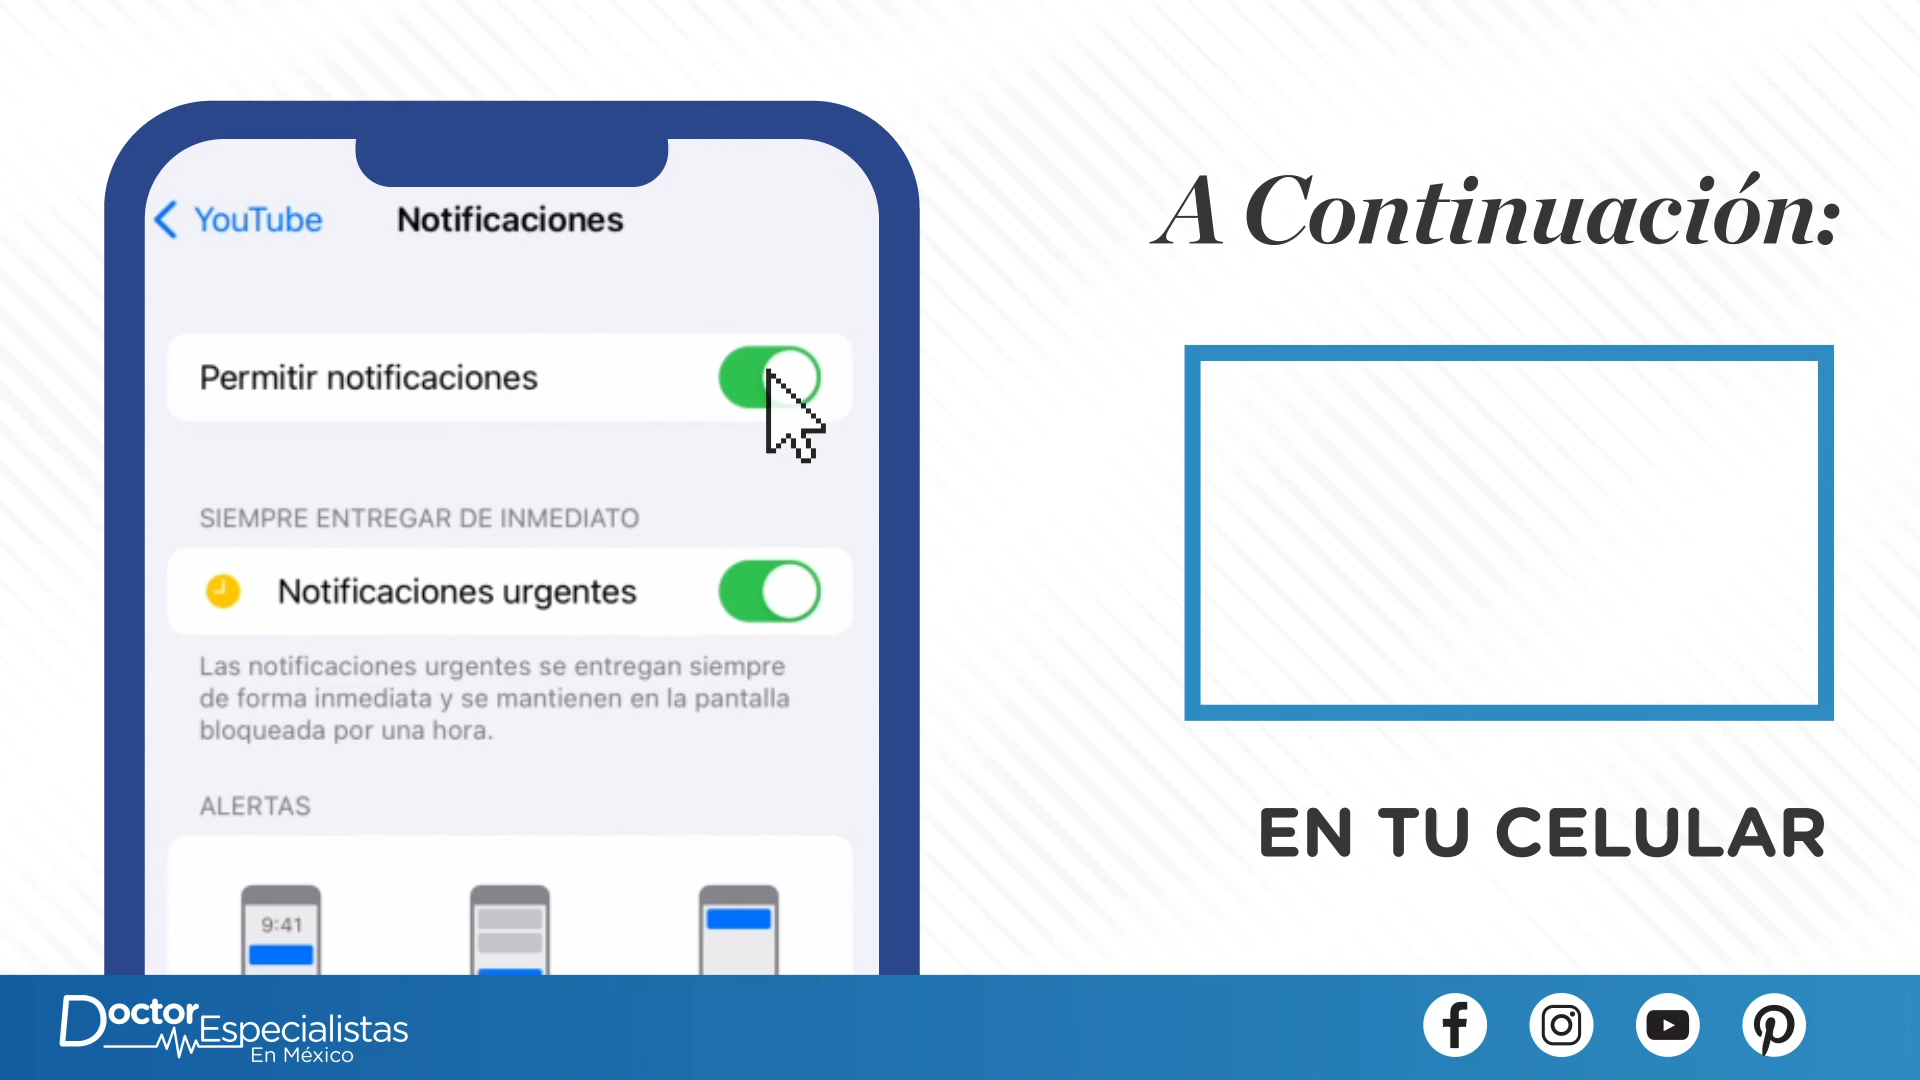 YouTube
Notificaciones
Permitir notificaciones
SIEMPRE ENTREGAR DE INMEDIATO
Notificaciones urgentes
Las notificaciones urgentes se entregan siempre
de forma inmediata y se mantienen en la pantalla
bloqueada por una hora.
ALERTAS
9:41
A Continuación:
EN TU CELULAR
Doctor
Especialistas
En México